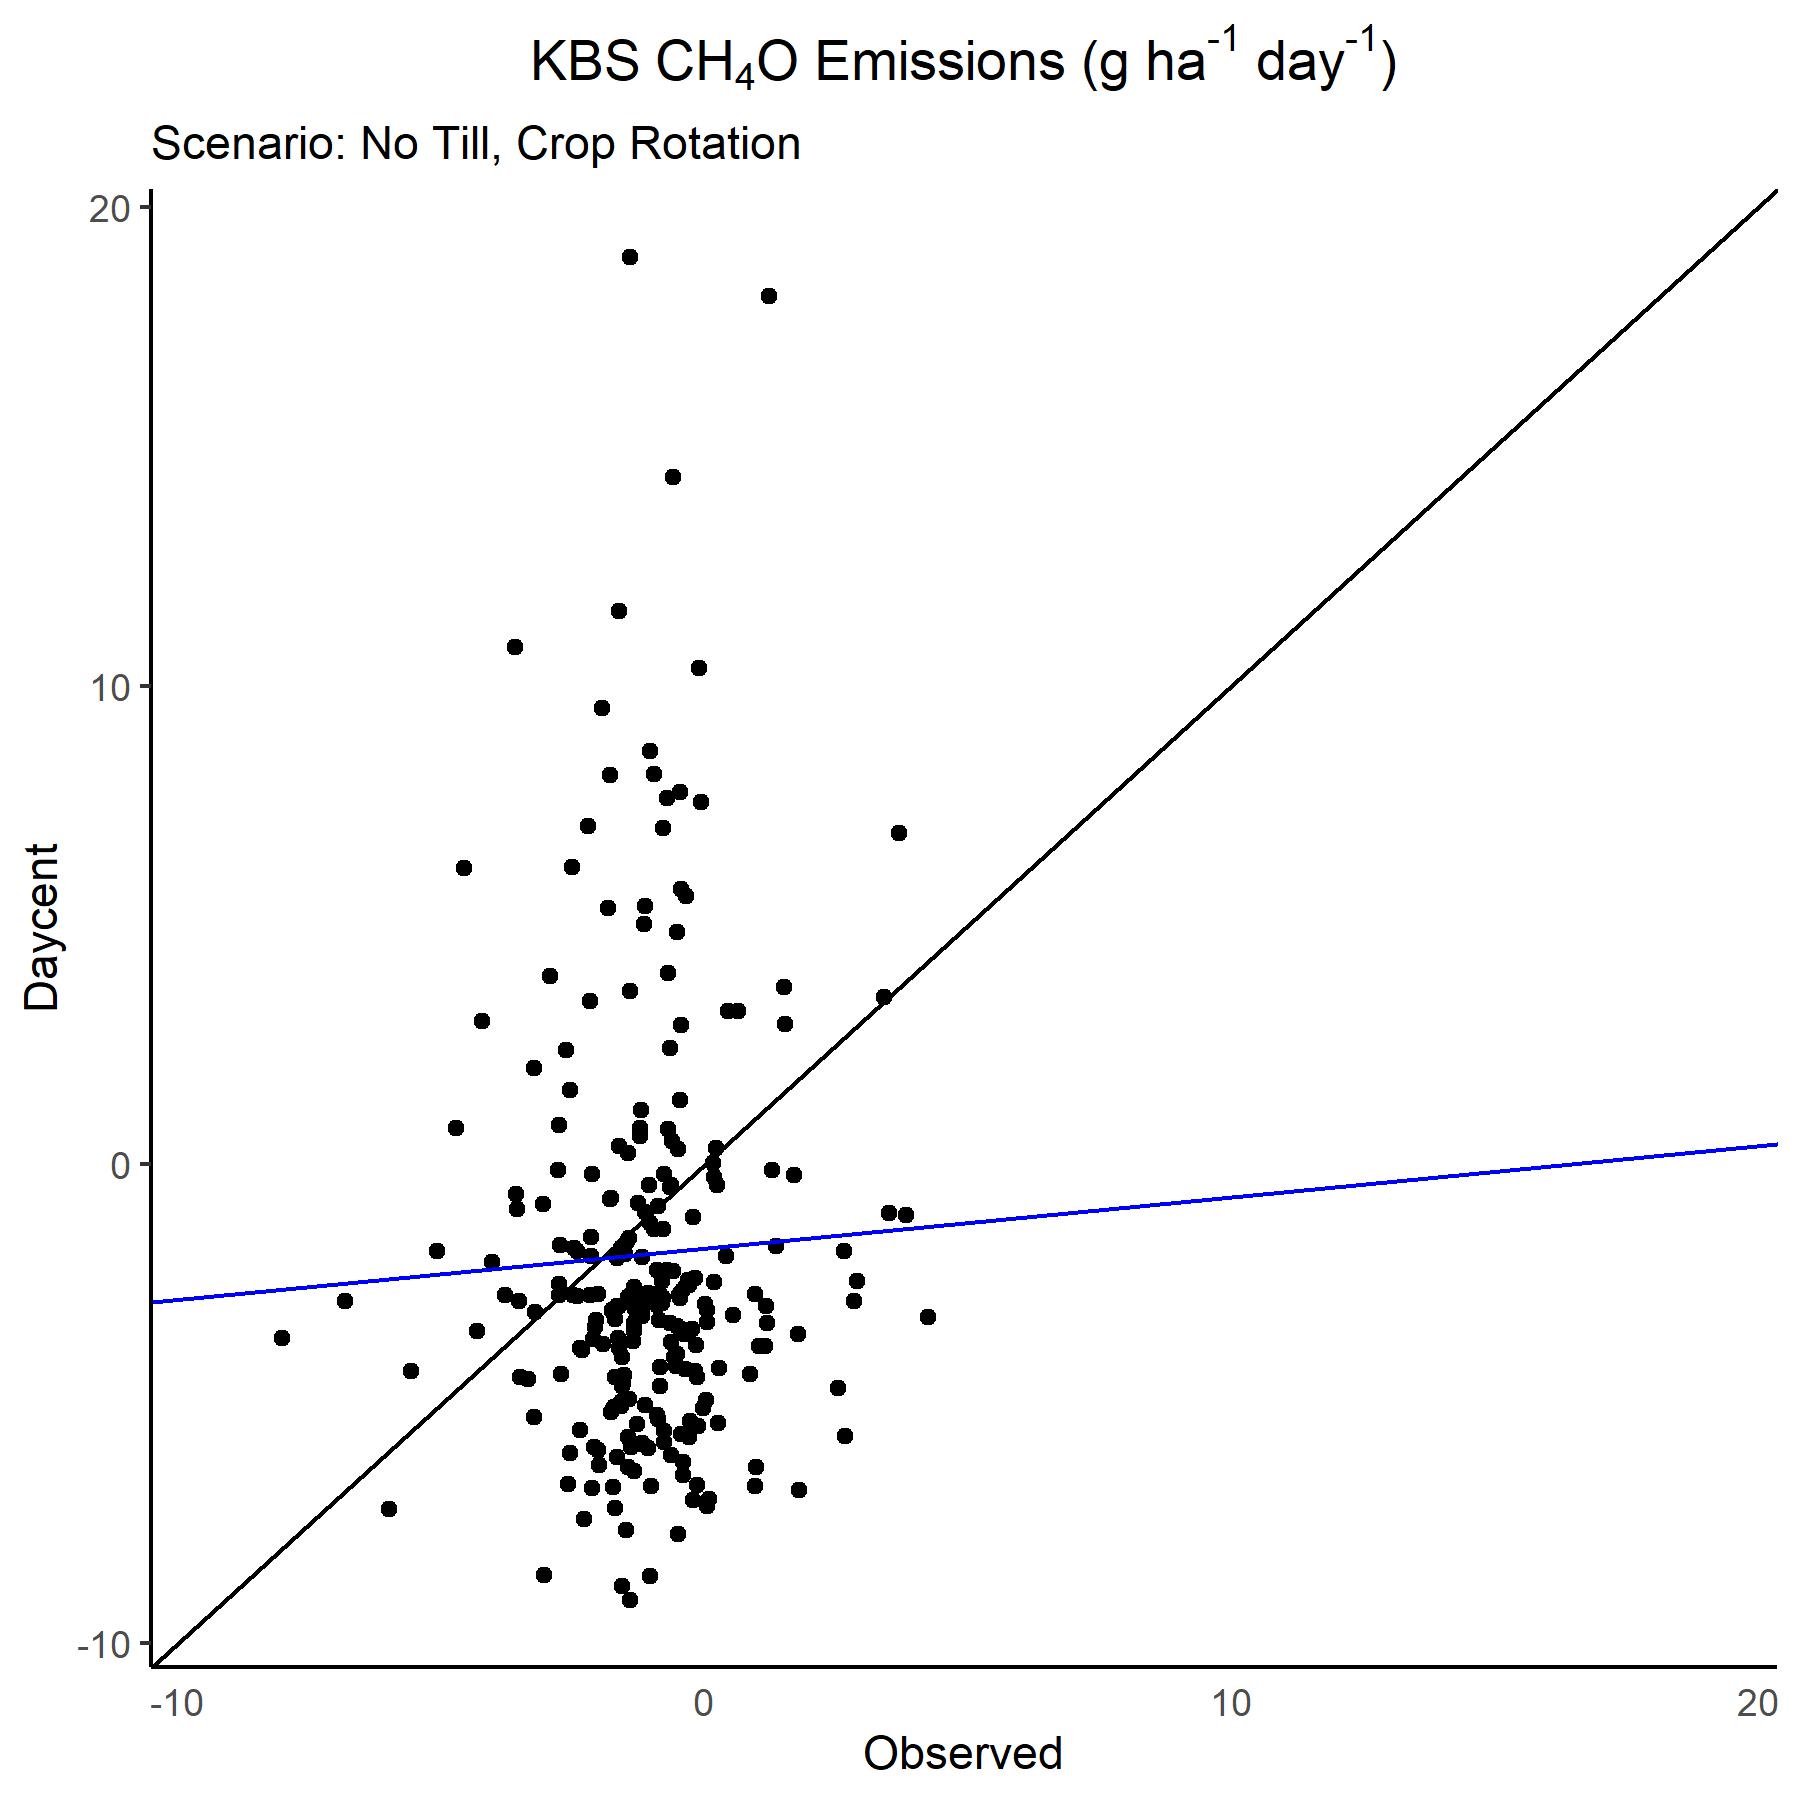 KBS CH₄O Emissions (g ha⁻¹ day⁻¹)
Scenario: No Till, Crop Rotation
20
10
0
-10
Daycent
-10 0 10 20
Observed